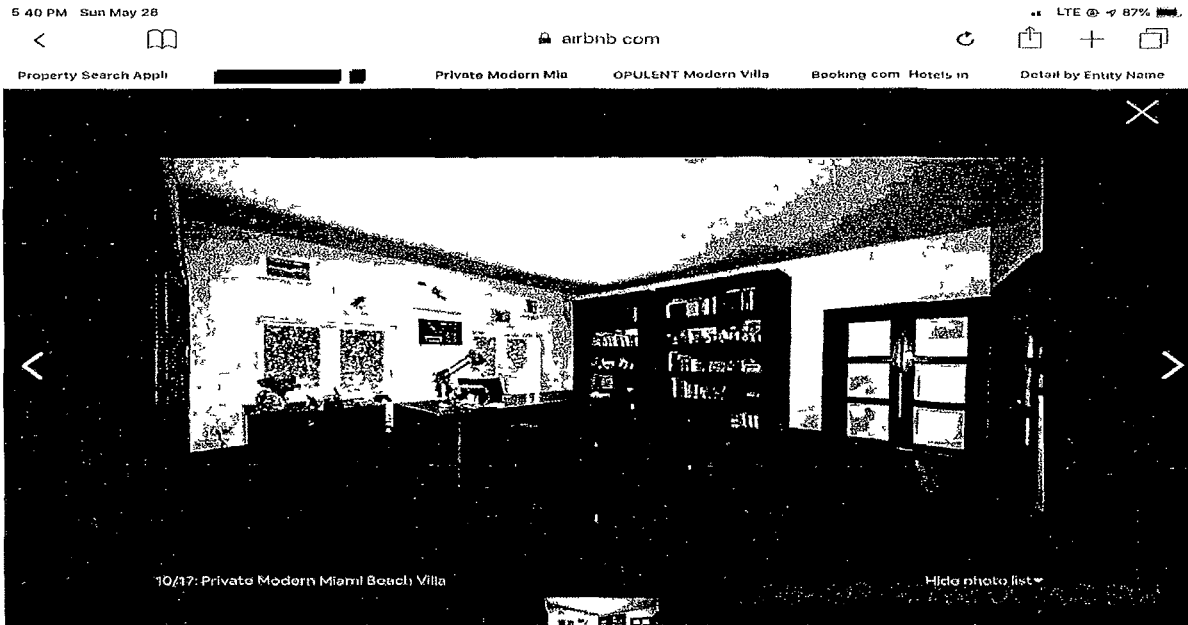 5 40 PM Sun May 26
LTE 87%
airbnb com
Property Search Appli Private Modern Mia OPULENT Modern Villa Booking com Hotels in Detail by Entity Name
10/17: Private Modern Miami Beach Villa
Hide photo list